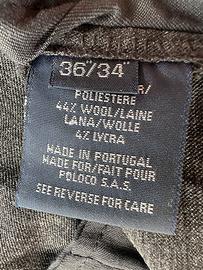 36"/34"
POLIESTERE
44% WOOL/LAINE
LANA/WOLLE
4% LYCRA
MADE IN PORTUGAL
MADE FOR/FAIT POUR
POLOCO S.A.S.
SEE REVERSE FOR CARE